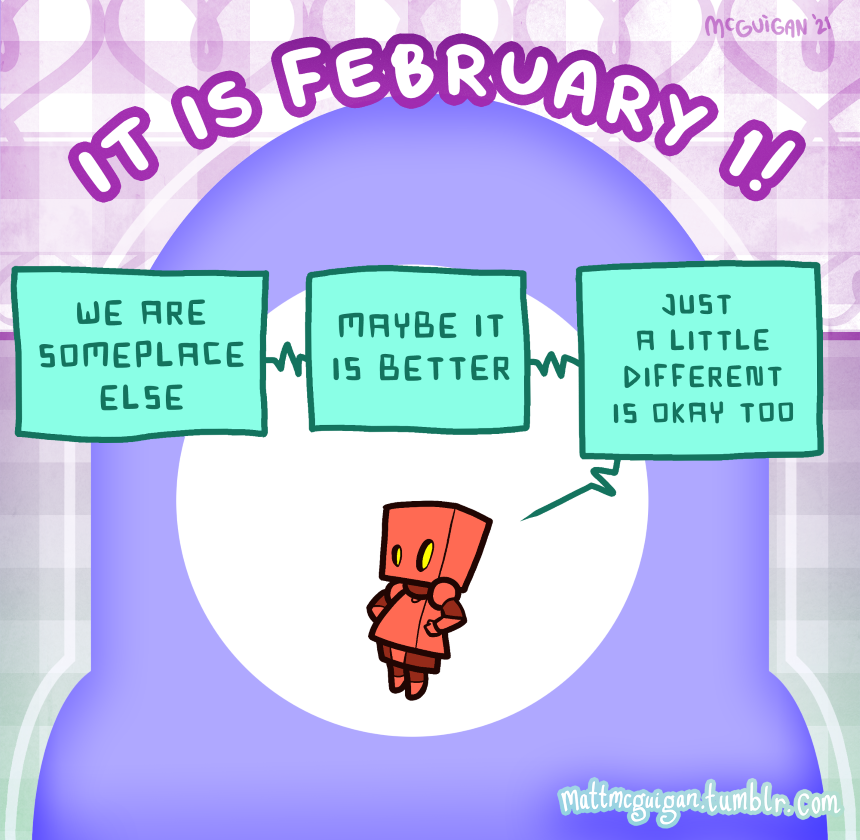 McGUiGAN '21
IT IS FEBRUARY 1!
WE ARE
SOMEPLACE
ELSE
MAYBE IT
IS BETTER
JUST
A LITTLE
DIFFERENT
IS OKAY TOO
mattmcguigan.tumblr.com